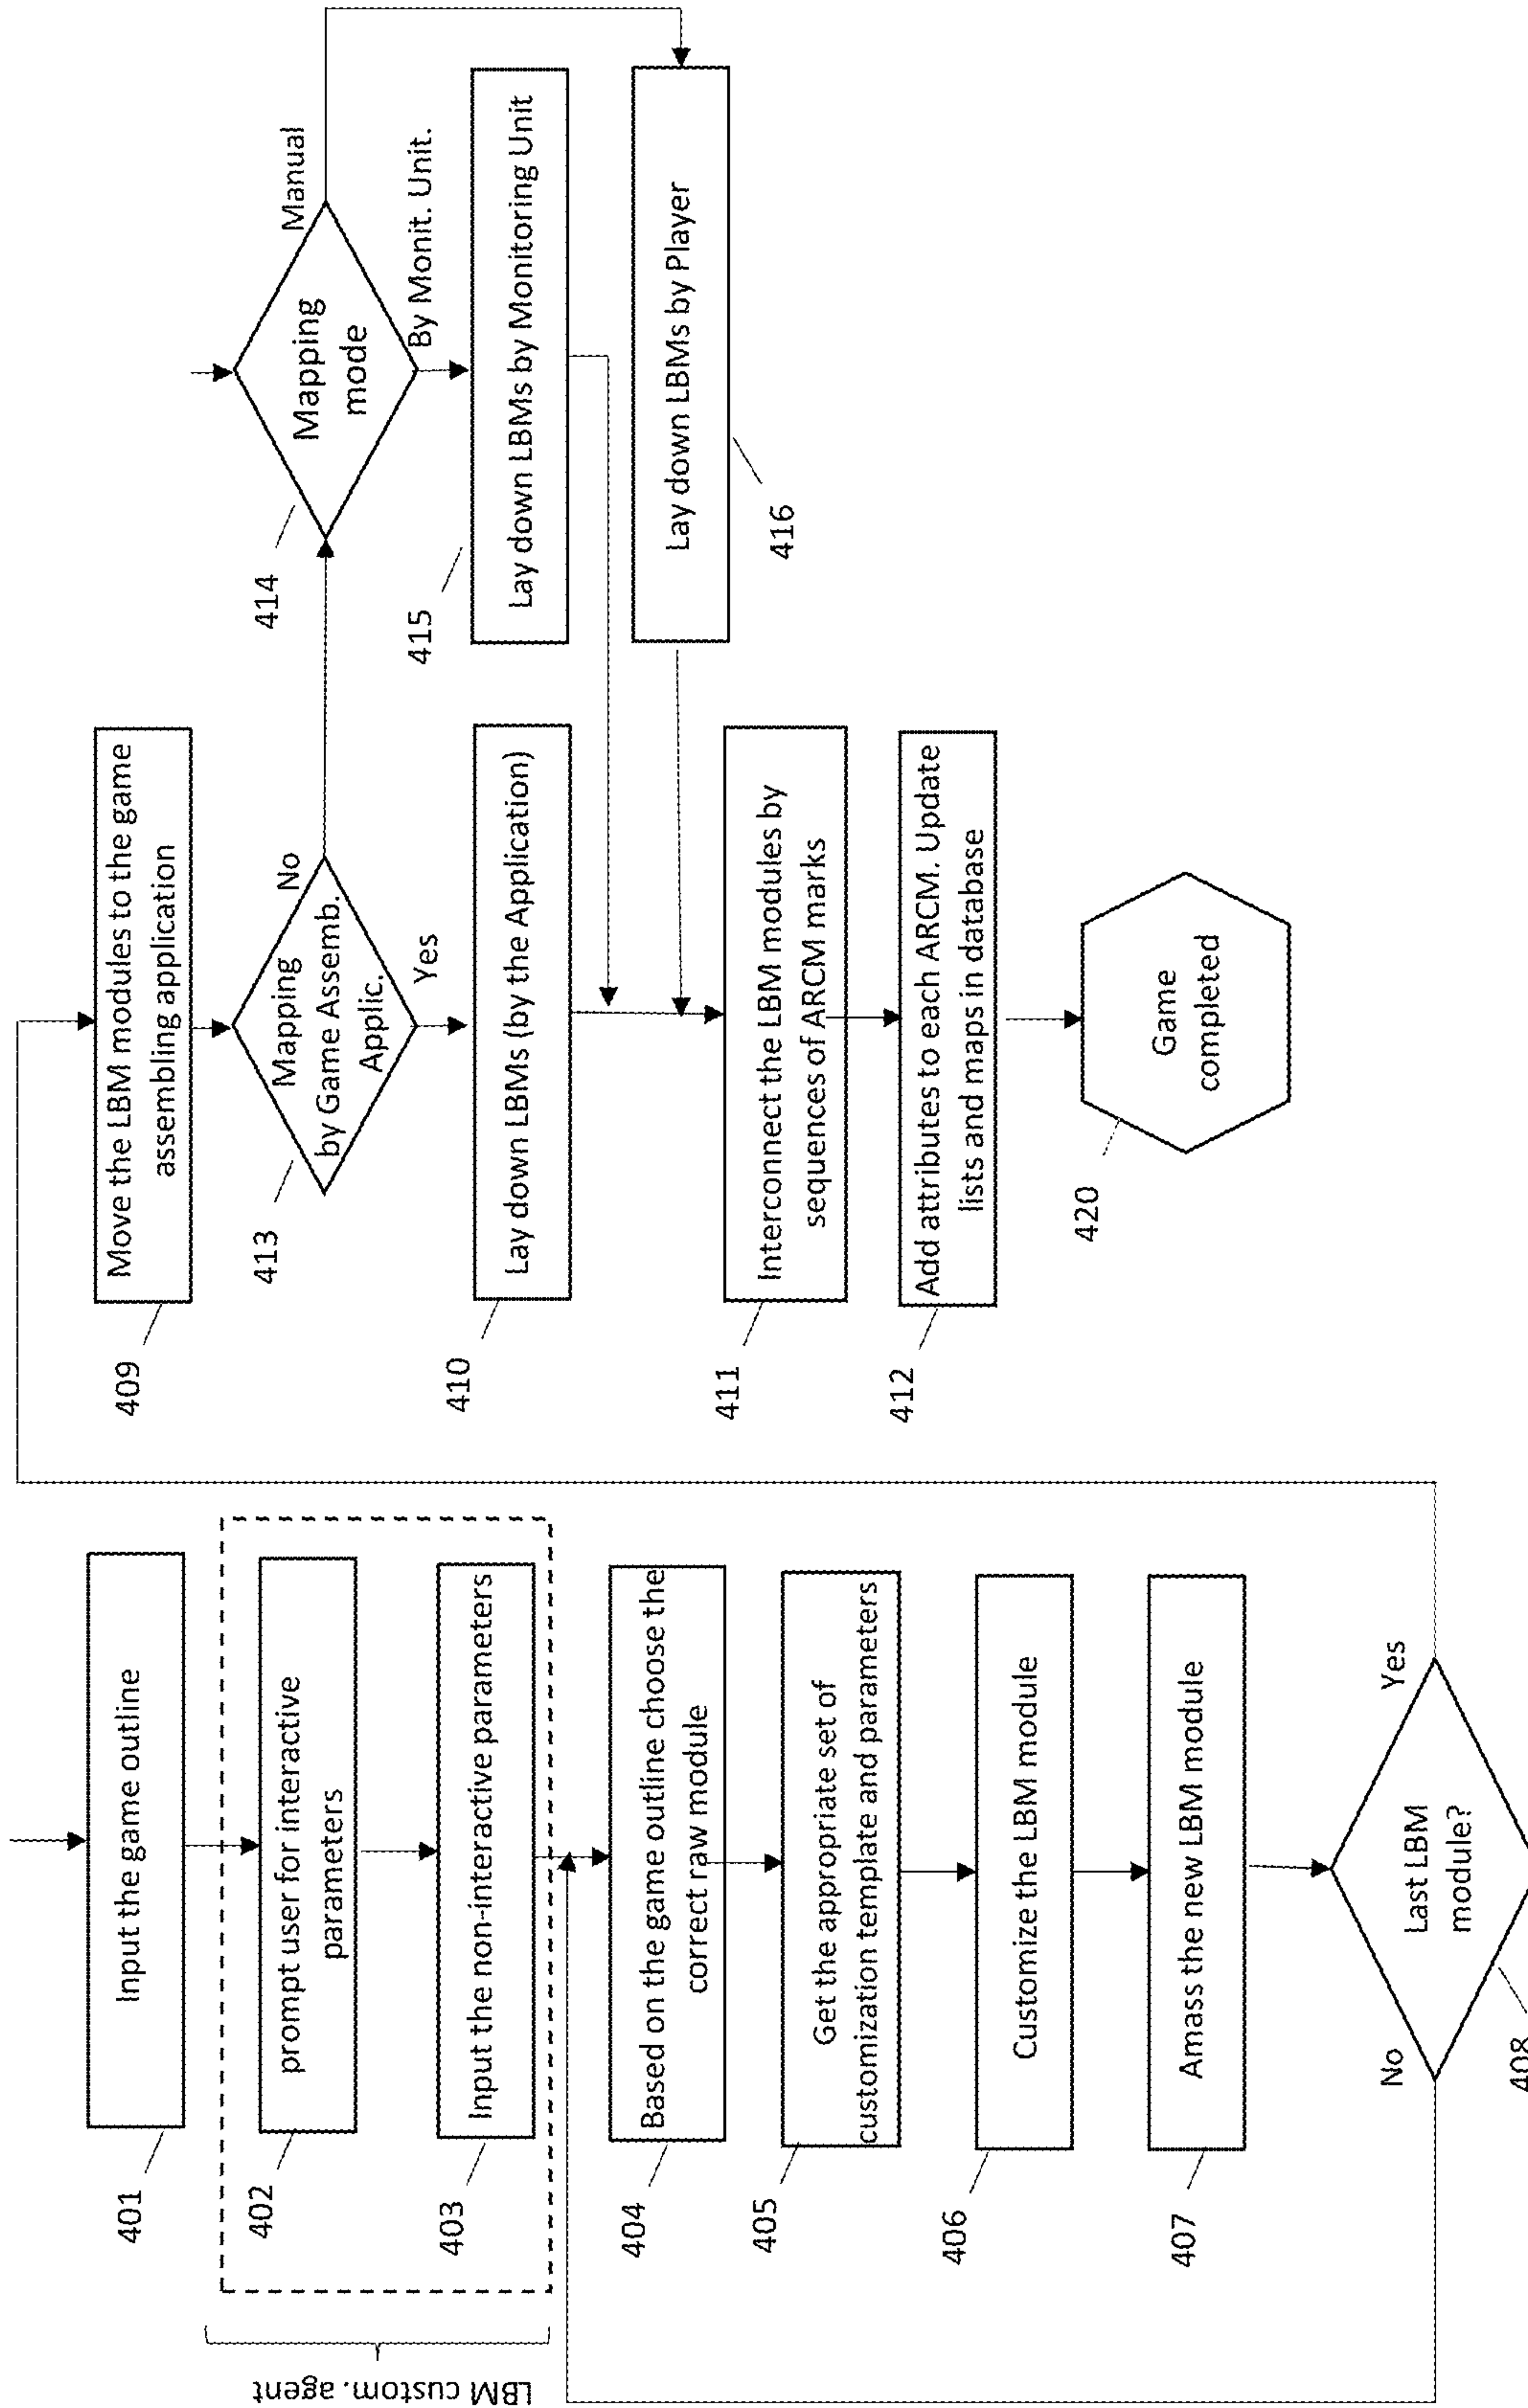 401
Input the game outline
LBM custom. agent
402
prompt user for interactive
parameters
403
Input the non-interactive parameters
404
Based on the game outline choose the
correct raw module
405
Get the appropriate set of
customization template and parameters
406
Customize the LBM module
407
Amass the new LBM module
408
Last LBM
module?
No
Yes
409
Move the LBM modules to the game
assembling application
413
Mapping
by Game Assemb.
Applic.
No
Yes
410
Lay down LBMs (by the Application)
411
Interconnect the LBM modules by
sequences of ARCM marks
412
Add attributes to each ARCM. Update
lists and maps in database
420
Game
completed
414
Mapping
mode
Manual
By Monit. Unit.
415
Lay down LBMs by Monitoring Unit
416
Lay down LBMs by Player